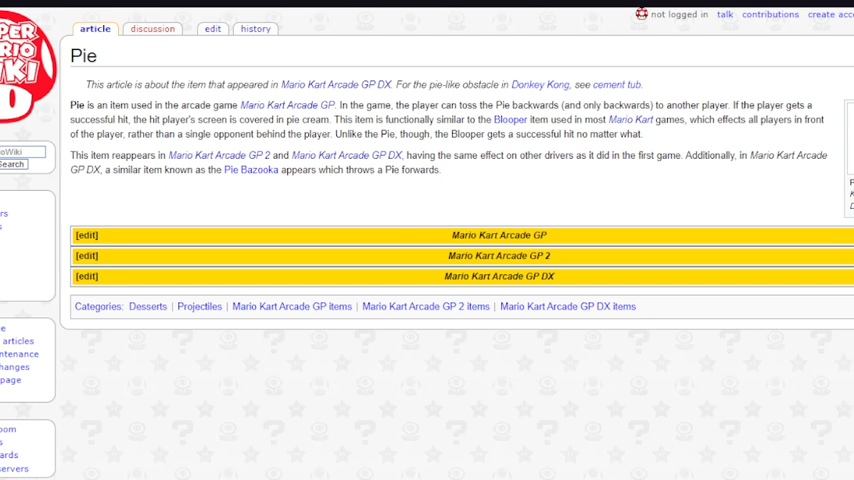 not logged in talk contributions create acc
article discussion edit history
Pie
This article is about the item that appeared in Mario Kart Arcade GP DX. For the pie-like obstacle in Donkey Kong, see cement tub.
Pie is an item used in the arcade game Mario Kart Arcade GP. In the game, the player can toss the Pie backwards (and only backwards) to another player. If the player gets a
successful hit, the hit player's screen is covered in pie cream. This item is functionally similar to the Blooper item used in most Mario Kart games, which effects all players in front
of the player, rather than a single opponent behind the player. Unlike the Pie, though, the Blooper gets a successful hit no matter what.
This item reappears in Mario Kart Arcade GP 2 and Mario Kart Arcade GP DX, having the same effect on other drivers as it did in the first game. Additionally, in Mario Kart Arcade
GP DX, a similar item known as the Pie Bazooka appears which throws a Pie forwards.
[edit] Mario Kart Arcade GP
[edit] Mario Kart Arcade GP 2
[edit] Mario Kart Arcade GP DX
Categories: Desserts | Projectiles | Mario Kart Arcade GP items | Mario Kart Arcade GP 2 items | Mario Kart Arcade GP DX items
UPER
RIO
IKI
oWiki
Search
rs
s
e
articles
ntenance
hanges
page
oom
s
ards
servers